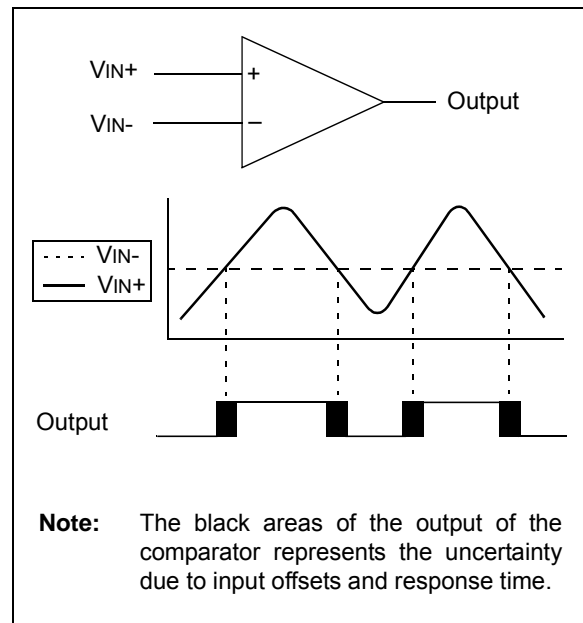 VIN+
+
Output
VIN-
−
VIN-
VIN+
Output
Note: The black areas of the output of the
comparator represents the uncertainty
due to input offsets and response time.